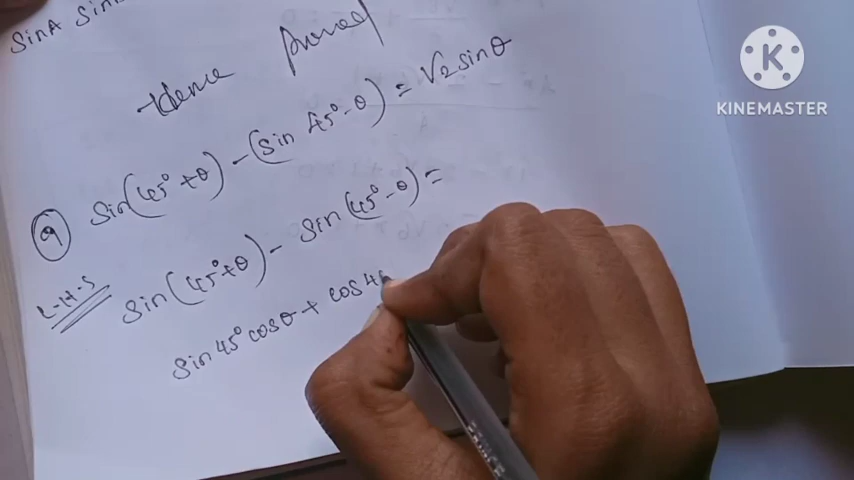 SinA Sin
Hence proved
9 Sin(45°+θ) -(Sin 45°-θ) = √2 sinθ
L-H-S Sin(45°+θ) - Sin(45°-θ) =
Sin 45° cosθ + cos 4
KINEMASTER